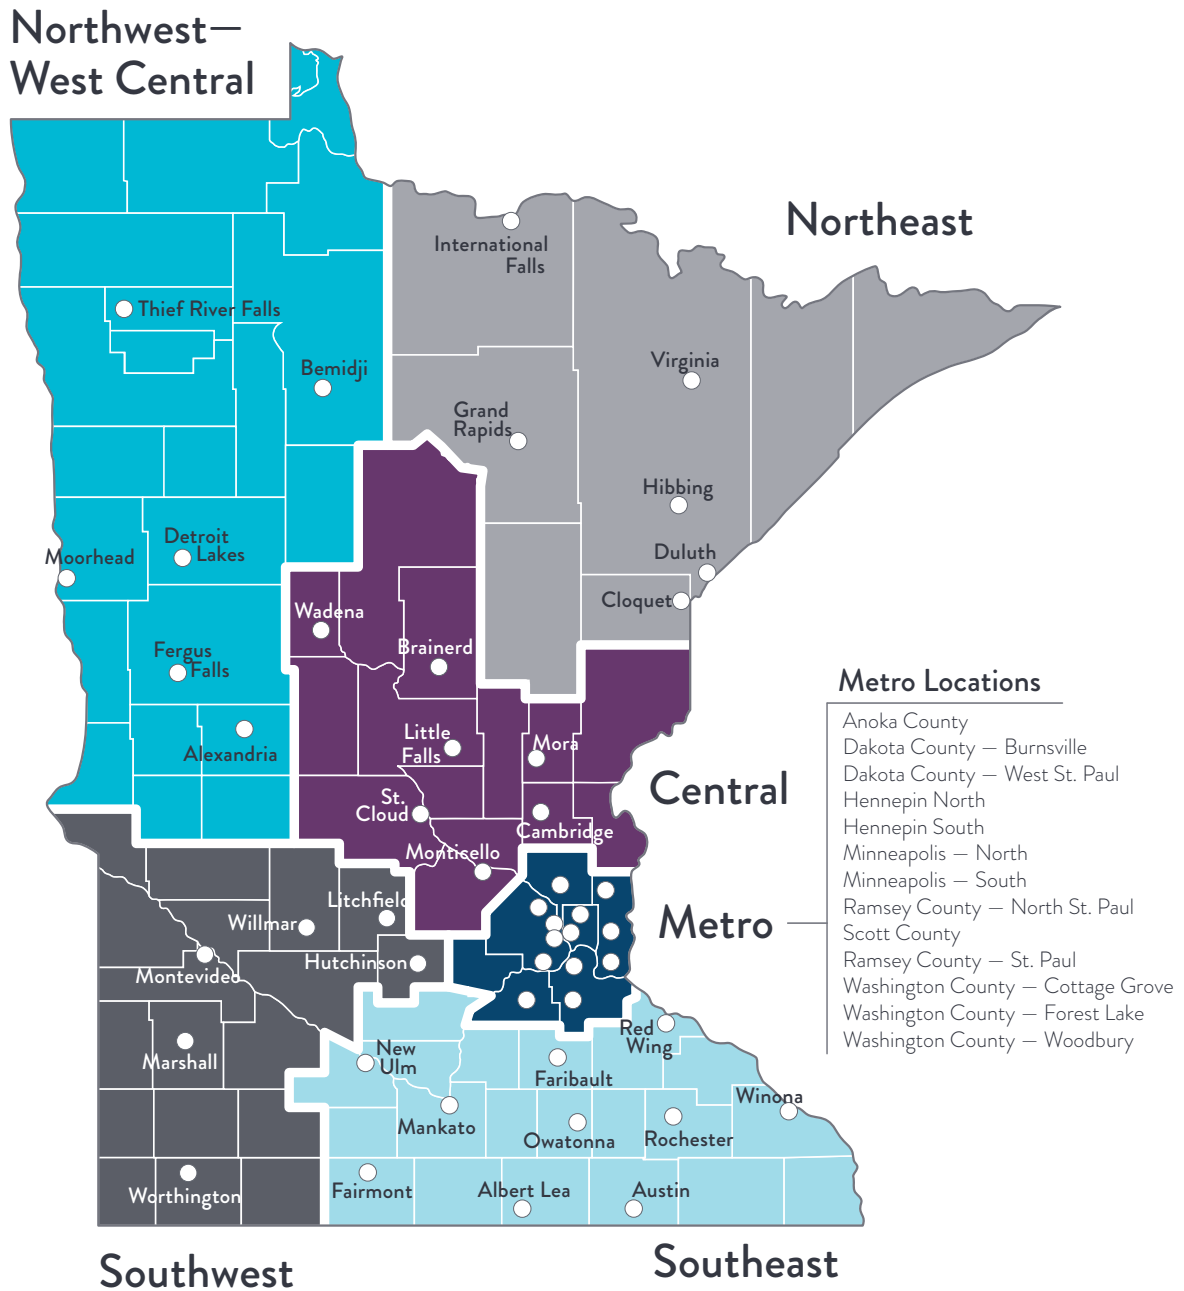 Northwest—
West Central
Northeast
International
Falls
Thief River Falls
Virginia
Bemidji
Grand
Rapids
Hibbing
Detroit
Lakes
Moorhead
Duluth
Cloquet
Wadena
Brainerd
Fergus
Falls
Metro Locations
Anoka County
Dakota County — Burnsville
Dakota County — West St. Paul
Hennepin North
Hennepin South
Minneapolis — North
Minneapolis — South
Ramsey County — North St. Paul
Scott County
Ramsey County — St. Paul
Washington County — Cottage Grove
Washington County — Forest Lake
Washington County — Woodbury
Little
Falls
Mora
Alexandria
Central
St.
Cloud
Cambridge
Monticello
Litchfield
Willmar
Metro
Hutchinson
Montevideo
Red
Wing
New
Ulm
Marshall
Faribault
Winona
Mankato
Owatonna
Rochester
Worthington
Fairmont
Albert Lea
Austin
Southwest
Southeast